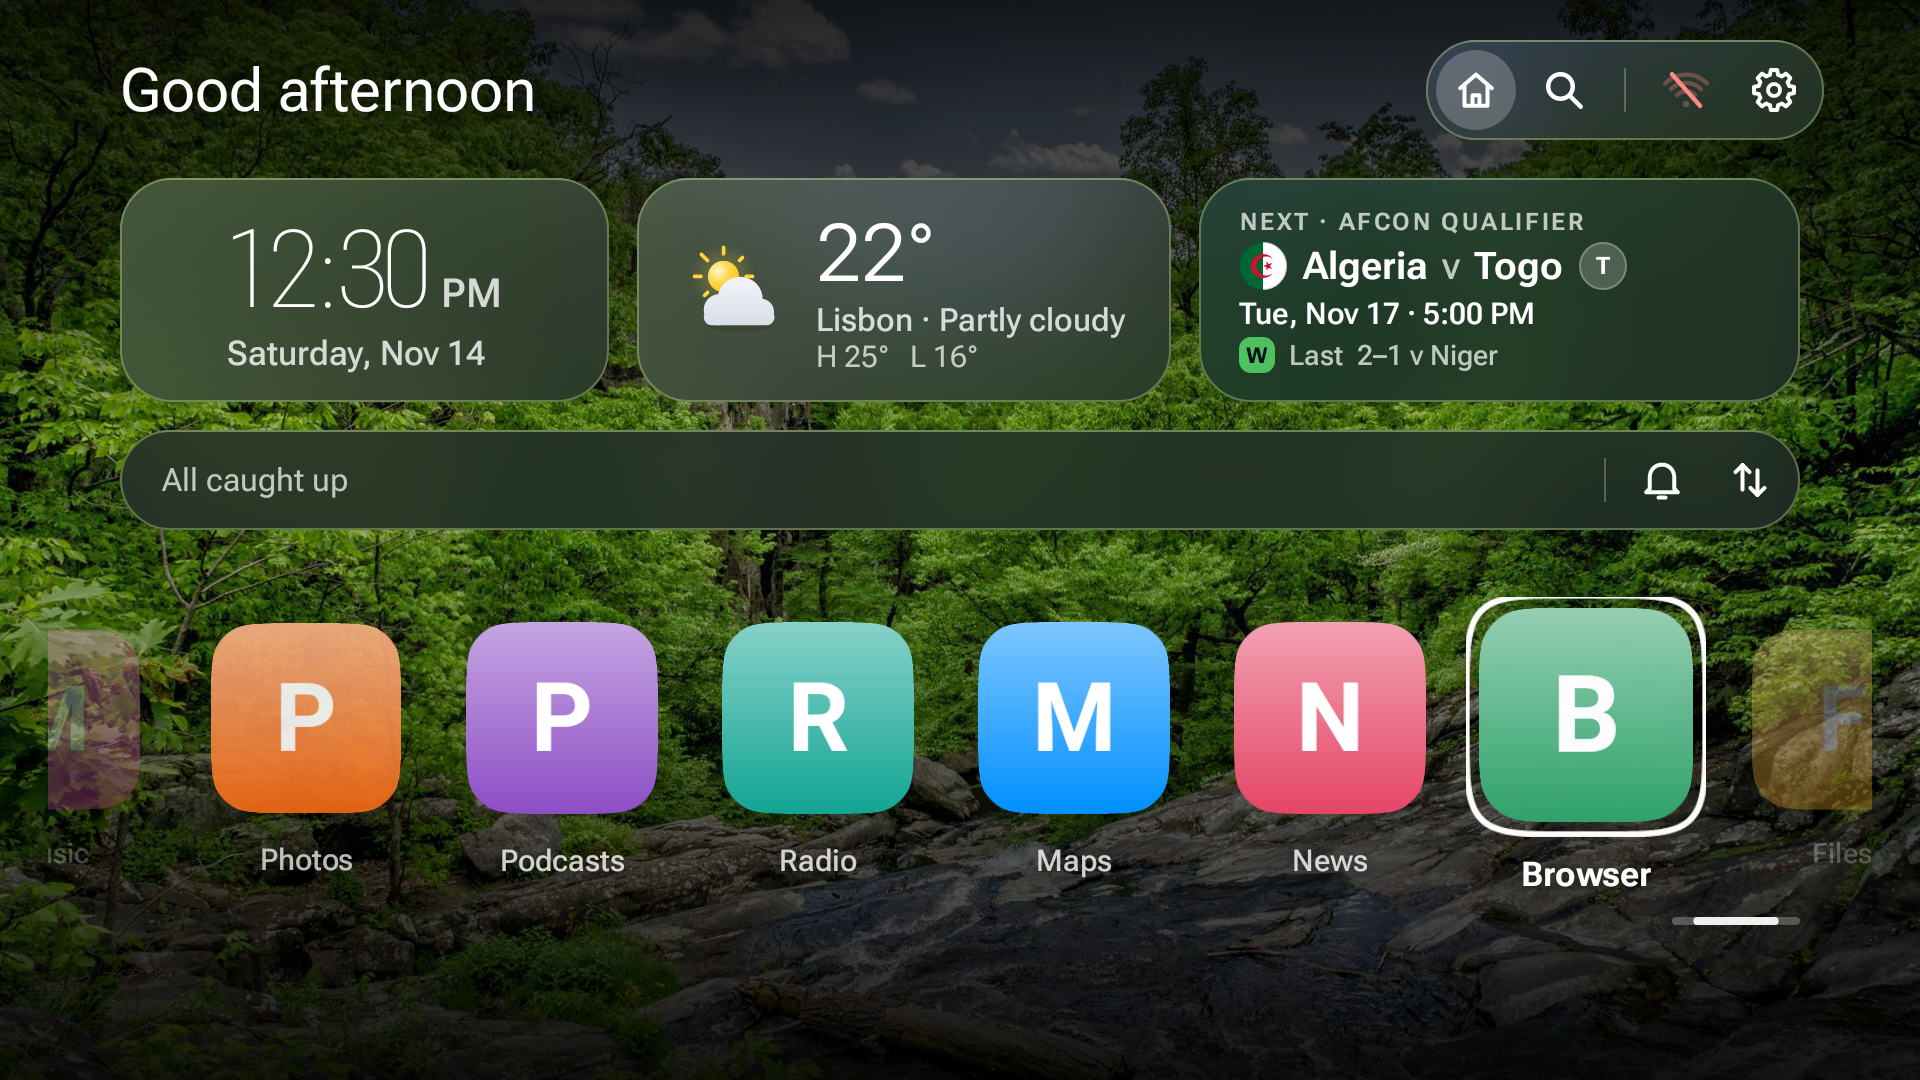 Good afternoon
12:30 PM
Saturday, Nov 14
22°
Lisbon · Partly cloudy
H 25° L 16°
NEXT · AFCON QUALIFIER
Algeria v Togo T
Tue, Nov 17 · 5:00 PM
W Last 2–1 v Niger
All caught up
M
P
P
R
M
N
B
F
sic
Photos
Podcasts
Radio
Maps
News
Browser
Files